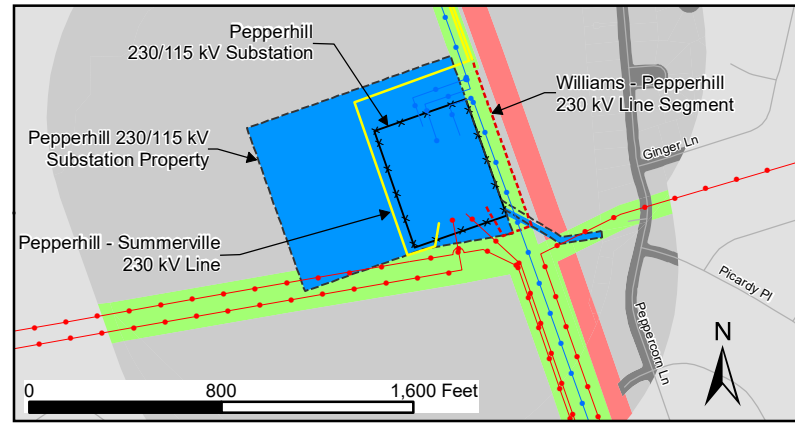 Pepperhill
230/115 kV Substation
Williams - Pepperhill
230 kV Line Segment
Pepperhill 230/115 kV
Substation Property
Ginger Ln
Pepperhill - Summerville
230 kV Line
Picardy Pl
Peppercorn Ln
N
0 800 1,600 Feet